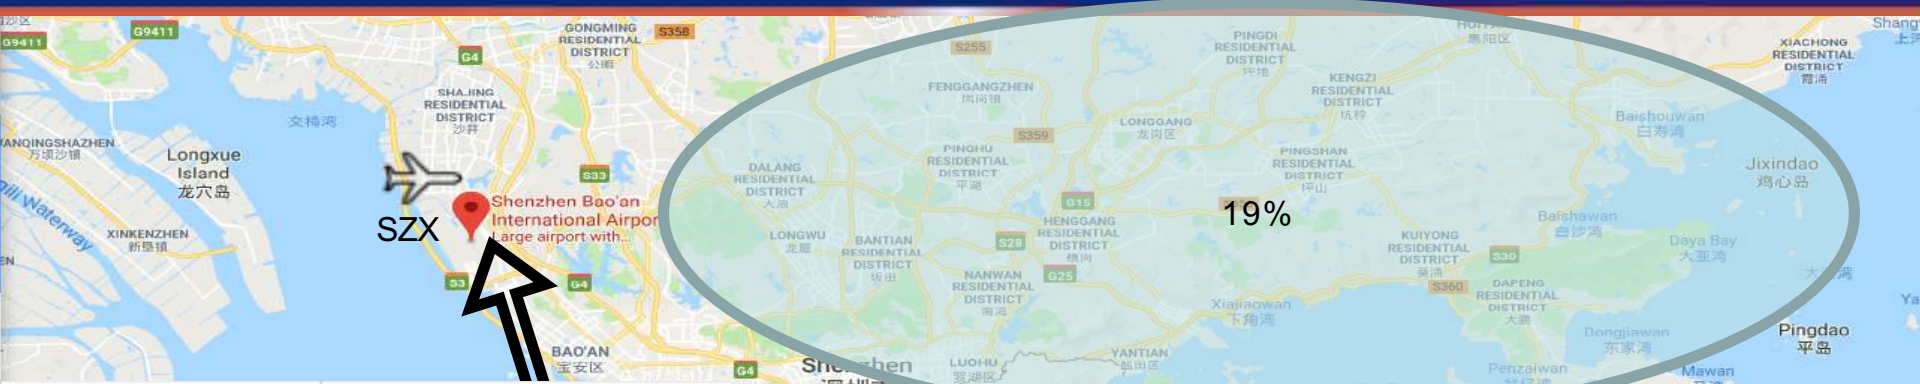 G9411
G9411
GONGMING
RESIDENTIAL
DISTRICT
公明
S358
G4
SHAJING
RESIDENTIAL
DISTRICT
沙井
交椅湾
万顷沙镇
Longxue
Island
龙穴岛
Waterway
XINKENZHEN
新垦镇
S33
SZX
Shenzhen Bao'an
International Airpor
Large airport with...
S3
G4
BAO'AN
宝安区
G4
S255
FENGGANGZHEN
凤岗镇
PINGDI
RESIDENTIAL
DISTRICT
坪地
KENGZI
RESIDENTIAL
DISTRICT
坑梓
惠阳区
S359
LONGGANG
龙岗区
PINGHU
RESIDENTIAL
DISTRICT
平湖
DALANG
RESIDENTIAL
DISTRICT
大浪
PINGSHAN
RESIDENTIAL
DISTRICT
坪山
G15
19%
HENGGANG
RESIDENTIAL
DISTRICT
横岗
LONGWU
龙屋
BANTIAN
RESIDENTIAL
DISTRICT
坂田
S28
G25
NANWAN
RESIDENTIAL
DISTRICT
南湾
KUIYONG
RESIDENTIAL
DISTRICT
葵涌
S30
S360
DAPENG
RESIDENTIAL
DISTRICT
大鹏
Xiajiaowan
下角湾
LUOHU
罗湖区
YANTIAN
盐田区
Baishouwan
白寿湾
Baishawan
白沙湾
Daya Bay
大亚湾
Dongjiawan
东家湾
Penzaiwan
XIACHONG
RESIDENTIAL
DISTRICT
霞涌
Jixindao
鸡心岛
Pingdao
平岛
Mawan